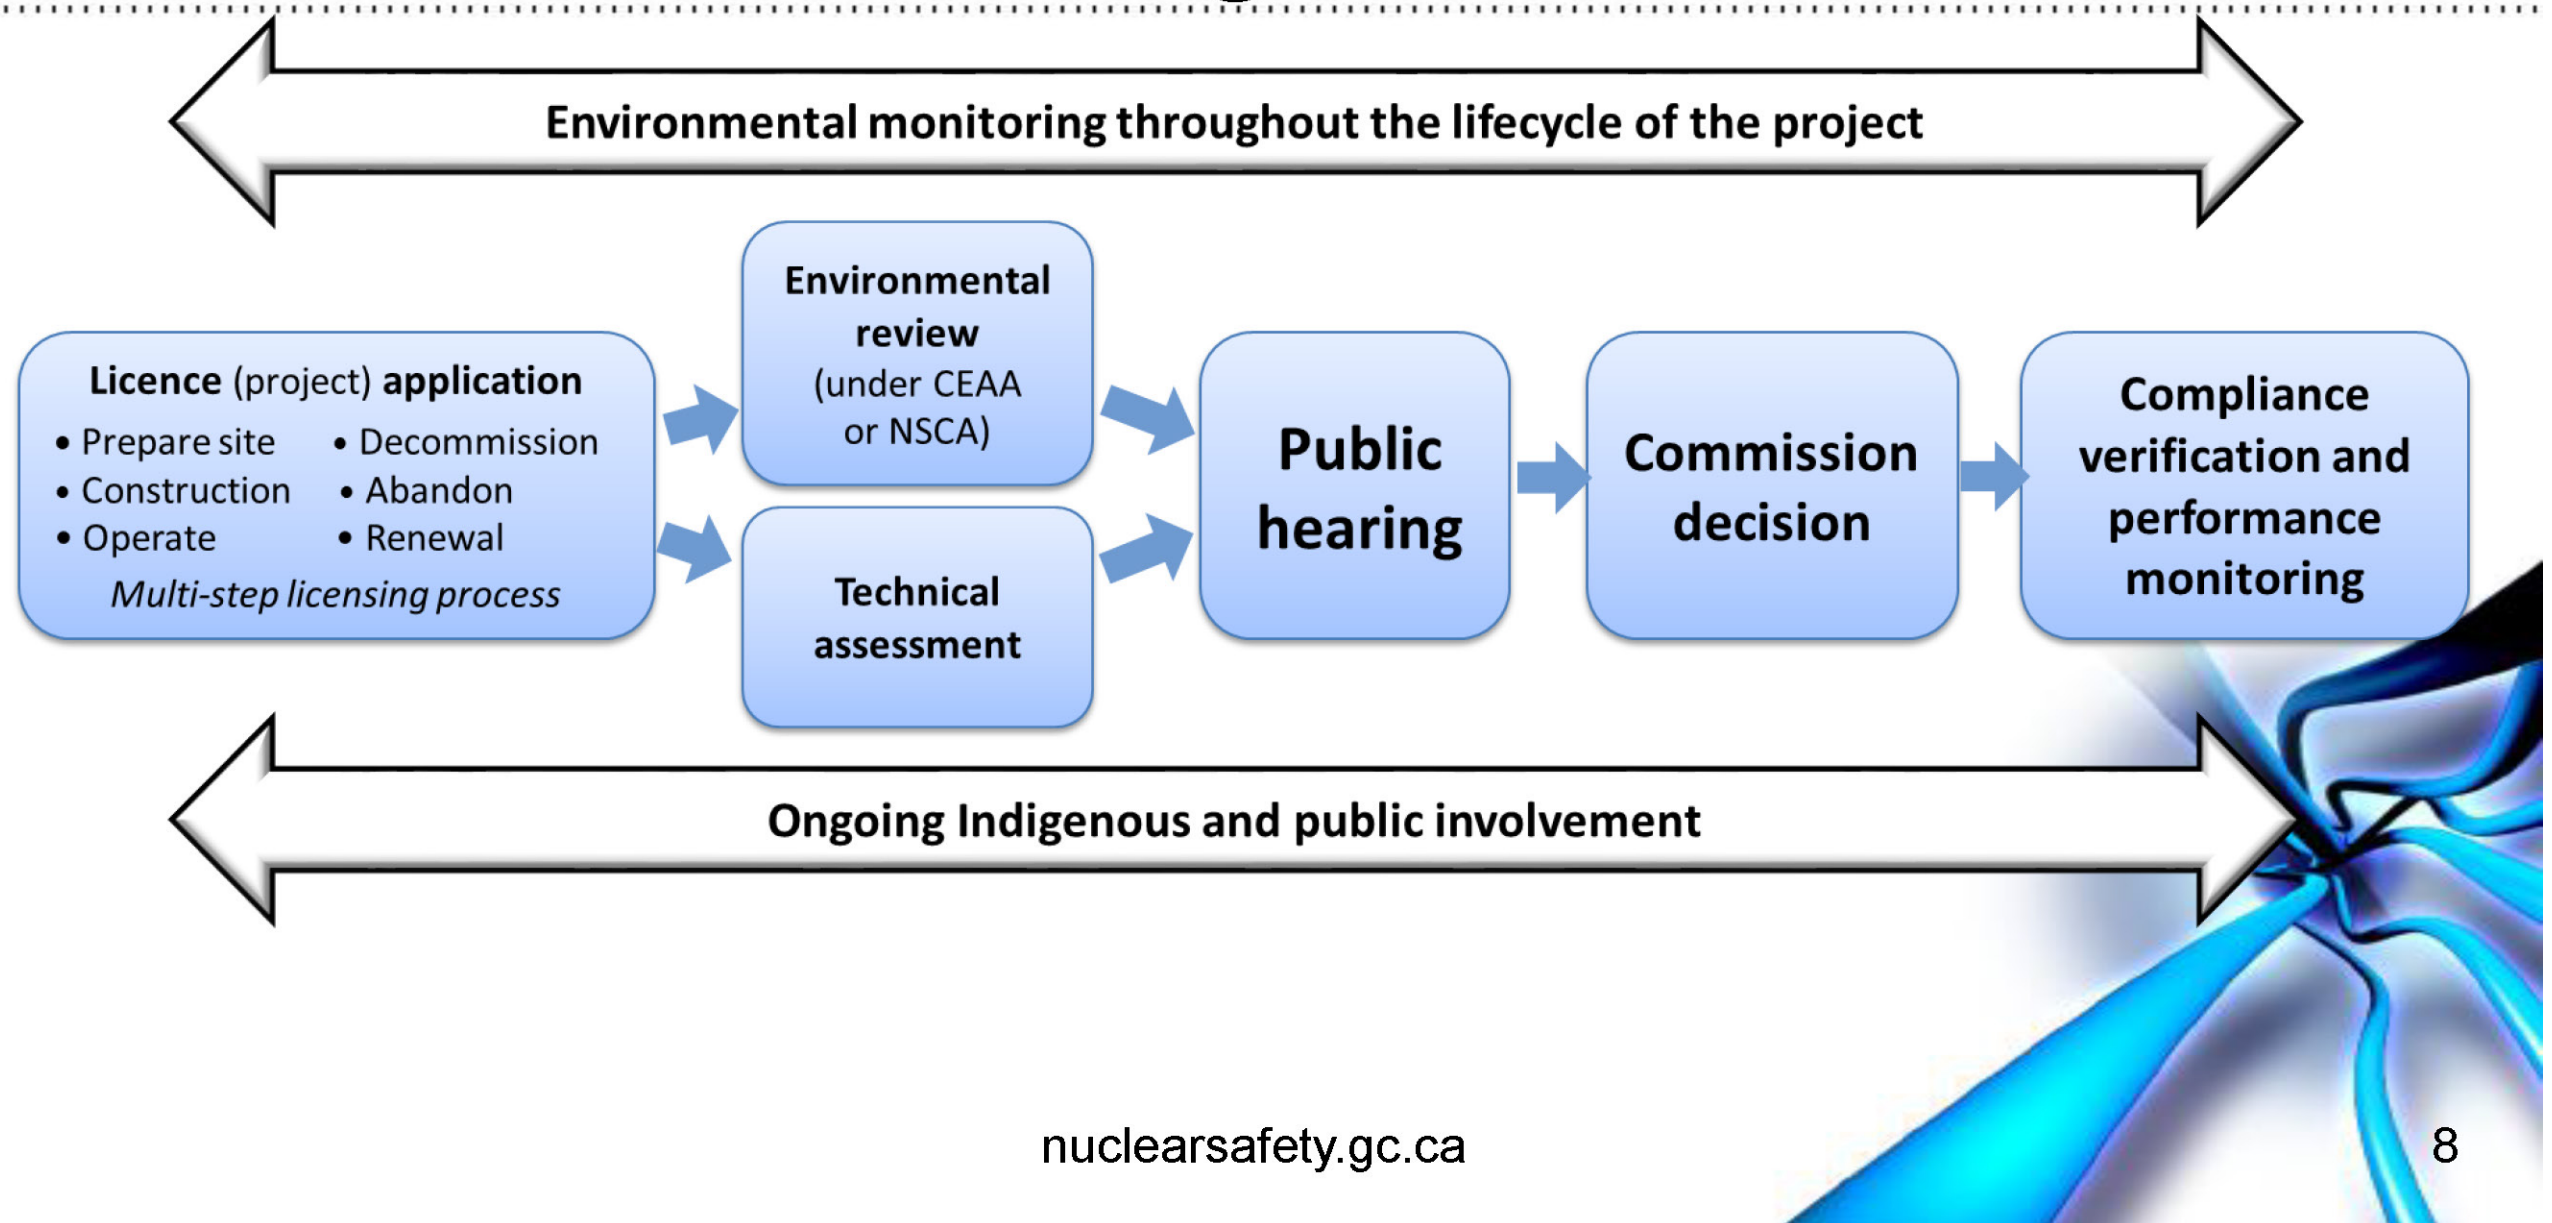 Environmental monitoring throughout the lifecycle of the project
Licence (project) application
• Prepare site
• Construction
• Operate
• Decommission
• Abandon
• Renewal
Multi-step licensing process
Environmental
review
(under CEAA
or NSCA)
Technical
assessment
Public
hearing
Commission
decision
Compliance
verification and
performance
monitoring
Ongoing Indigenous and public involvement
nuclearsafety.gc.ca
8